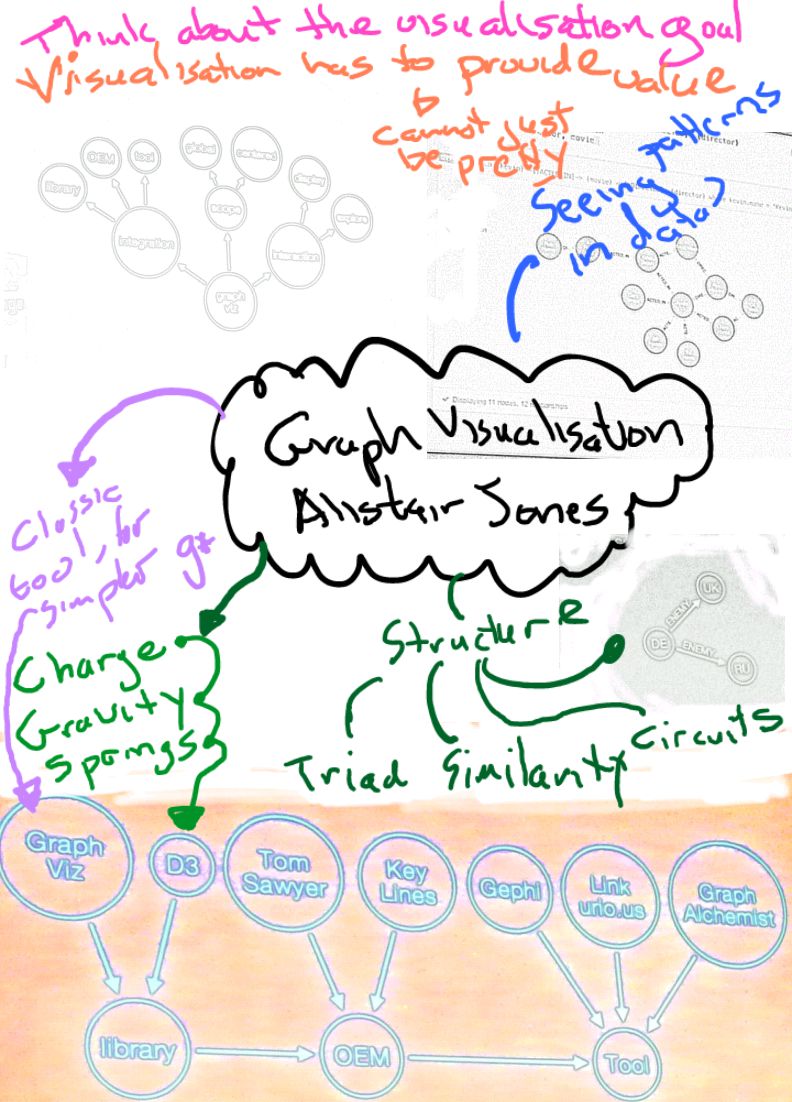 Think about the visualisation goal
Visualisation has to provide value
cannot just
be pretty
Seeing patterns
in data?
OEM
tool
global
centered
library
display
scope
explore
integration
interaction
graph
viz
Displaying 11 nodes, 12 relationships
Graph Visualisation
Alistair Jones
Classic
tool, for
simpler g*
UK
ENEMY
DE
ENEMY
RU
Structure
Charge
Gravity
Springs
Triad
Similarity
Circuits
Graph
Viz
D3
Tom
Sawyer
Key
Lines
Gephi
Link
urio.us
Graph
Alchemist
library
OEM
Tool